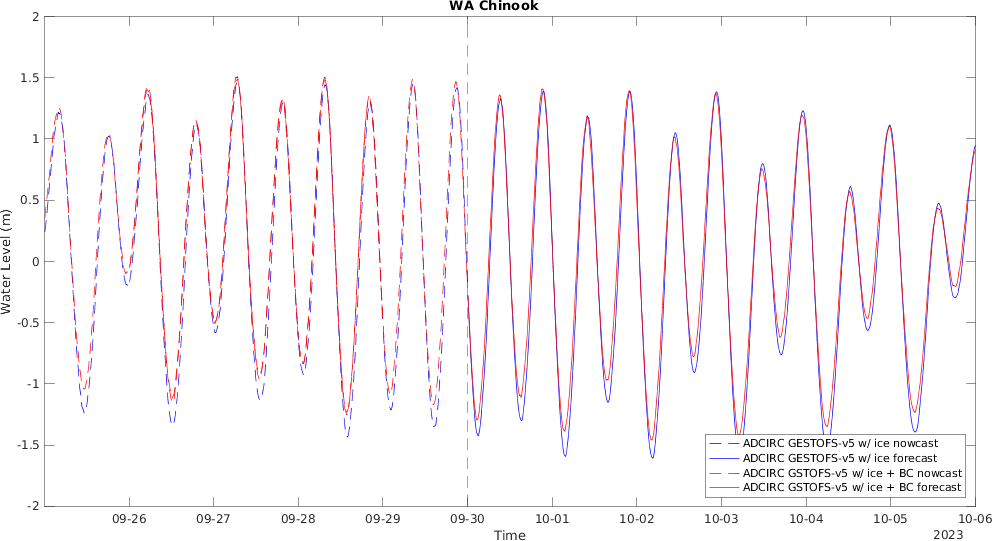 WA Chinook
2
1.5
1
0.5
0
-0.5
-1
-1.5
-2
Water Level (m)
ADCIRC GESTOFS-v5 w/ ice nowcast
ADCIRC GESTOFS-v5 w/ ice forecast
ADCIRC GSTOFS-v5 w/ ice + BC nowcast
ADCIRC GSTOFS-v5 w/ ice + BC forecast
09-26 09-27 09-28 09-29 09-30 10-01 10-02 10-03 10-04 10-05 10-06
Time
2023